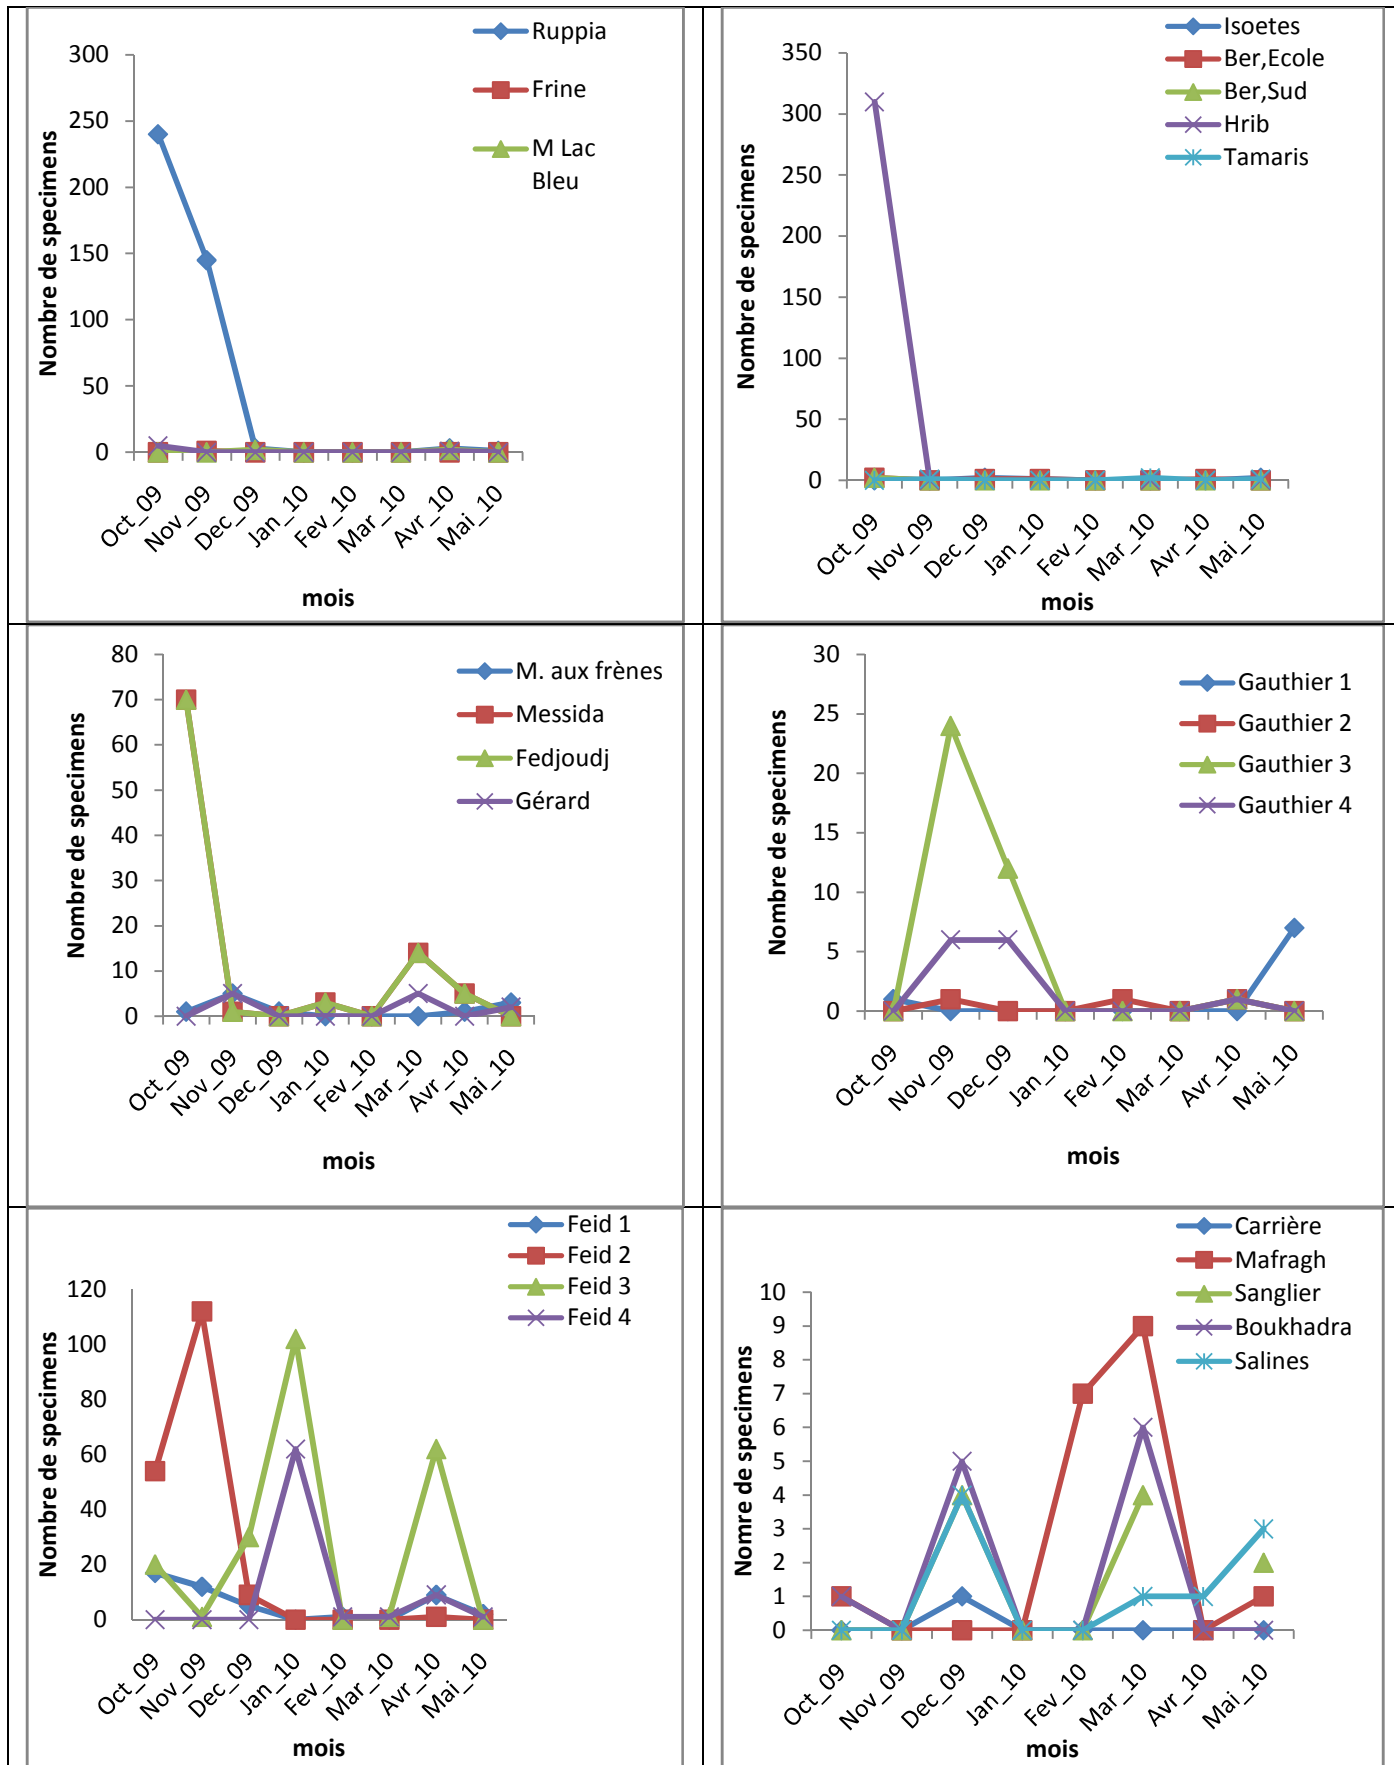 Ruppia
Frine
M Lac
Bleu
300
250
200
150
100
50
0
Nombre de specimens
Oct_09
Nov_09
Dec_09
Jan_10
Fev_10
Mar_10
Avr_10
Mai_10
mois
Isoetes
Ber,Ecole
Ber,Sud
Hrib
Tamaris
350
300
250
200
150
100
50
0
Nombre de specimens
Oct_09
Nov_09
Dec_09
Jan_10
Fev_10
Mar_10
Avr_10
Mai_10
mois
M. aux frènes
Messida
Fedjoudj
Gérard
80
70
60
50
40
30
20
10
0
Nombre de specimens
Oct_09
Nov_09
Dec_09
Jan_10
Fev_10
Mar_10
Avr_10
Mai_10
mois
Gauthier 1
Gauthier 2
Gauthier 3
Gauthier 4
30
25
20
15
10
5
0
Nombre de specimens
Oct_09
Nov_09
Dec_09
Jan_10
Fev_10
Mar_10
Avr_10
Mai_10
mois
Feid 1
Feid 2
Feid 3
Feid 4
120
100
80
60
40
20
0
Nombre de specimens
Oct_09
Nov_09
Dec_09
Jan_10
Fev_10
Mar_10
Avr_10
Mai_10
mois
Carrière
Mafragh
Sanglier
Boukhadra
Salines
10
9
8
7
6
5
4
3
2
1
0
Nomre de specimens
Oct_09
Nov_09
Dec_09
Jan_10
Fev_10
Mar_10
Avr_10
Mai_10
mois